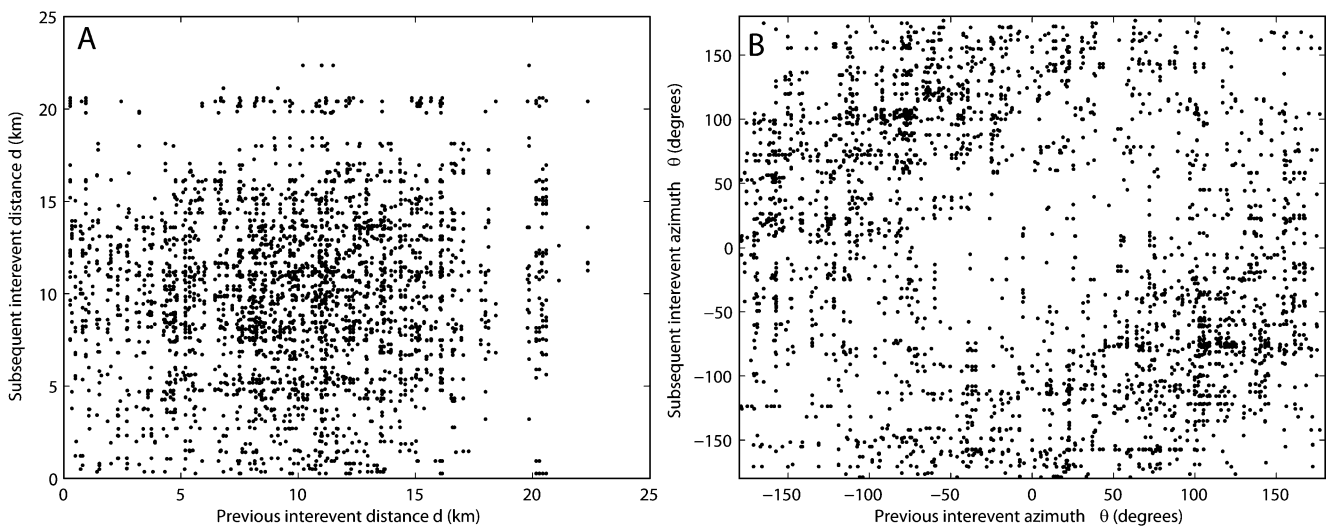 A
25
20
15
10
5
0
Subsequent interevent distance d (km)
0 5 10 15 20 25
Previous interevent distance d (km)
B
150
100
50
0
−50
−100
−150
Subsequent interevent azimuth θ (degrees)
−150 −100 −50 0 50 100 150
Previous interevent azimuth θ (degrees)